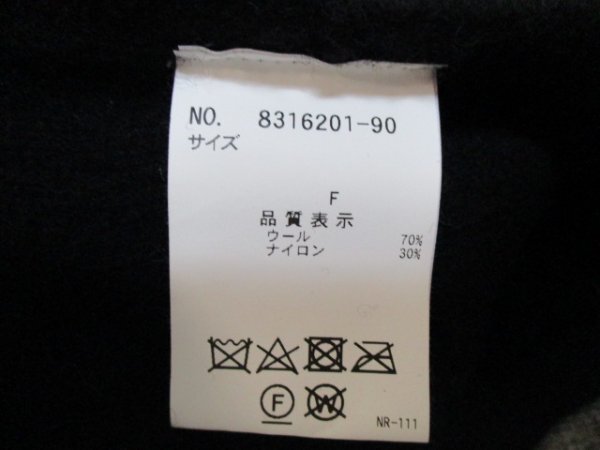 NO. 8316201-90
サイズ
F
品質表示
ウール 70%
ナイロン 30%
F W
NR-111